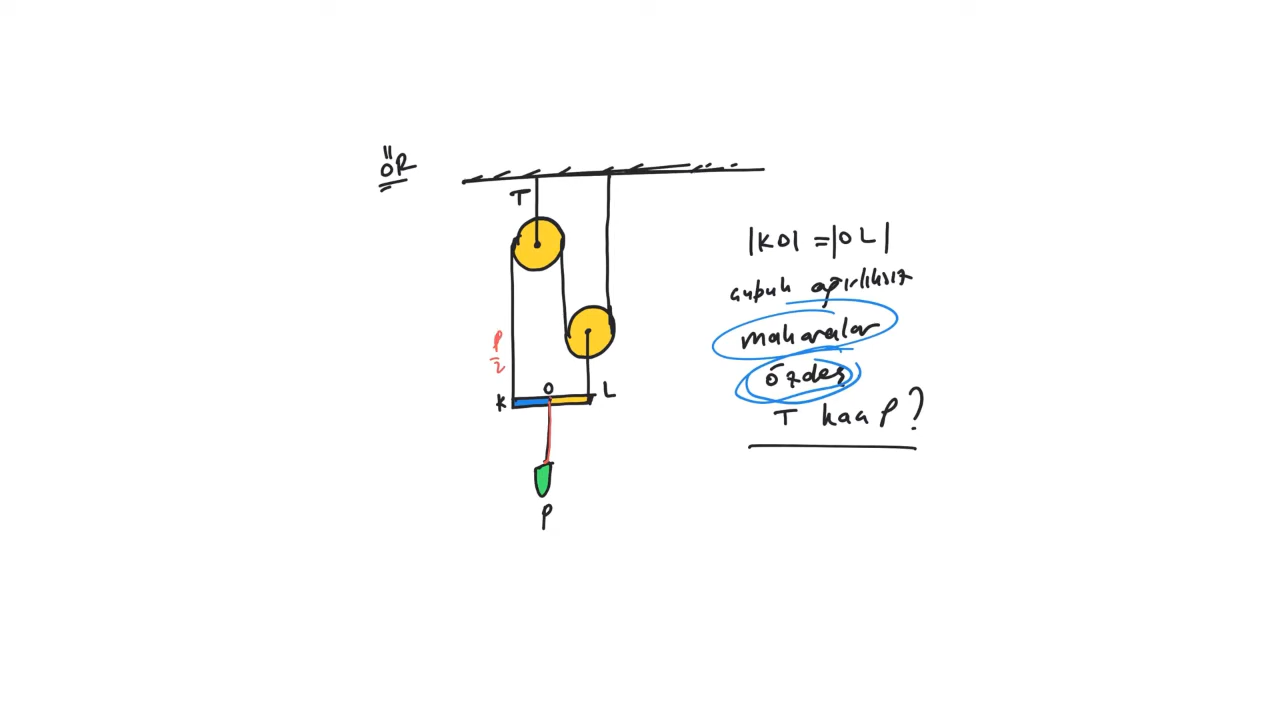 ÖR
T
|KO| = |OL|
çubuk ağırlıksız
makaralar
P/2
özdeş
K O L
T kaç P?
P